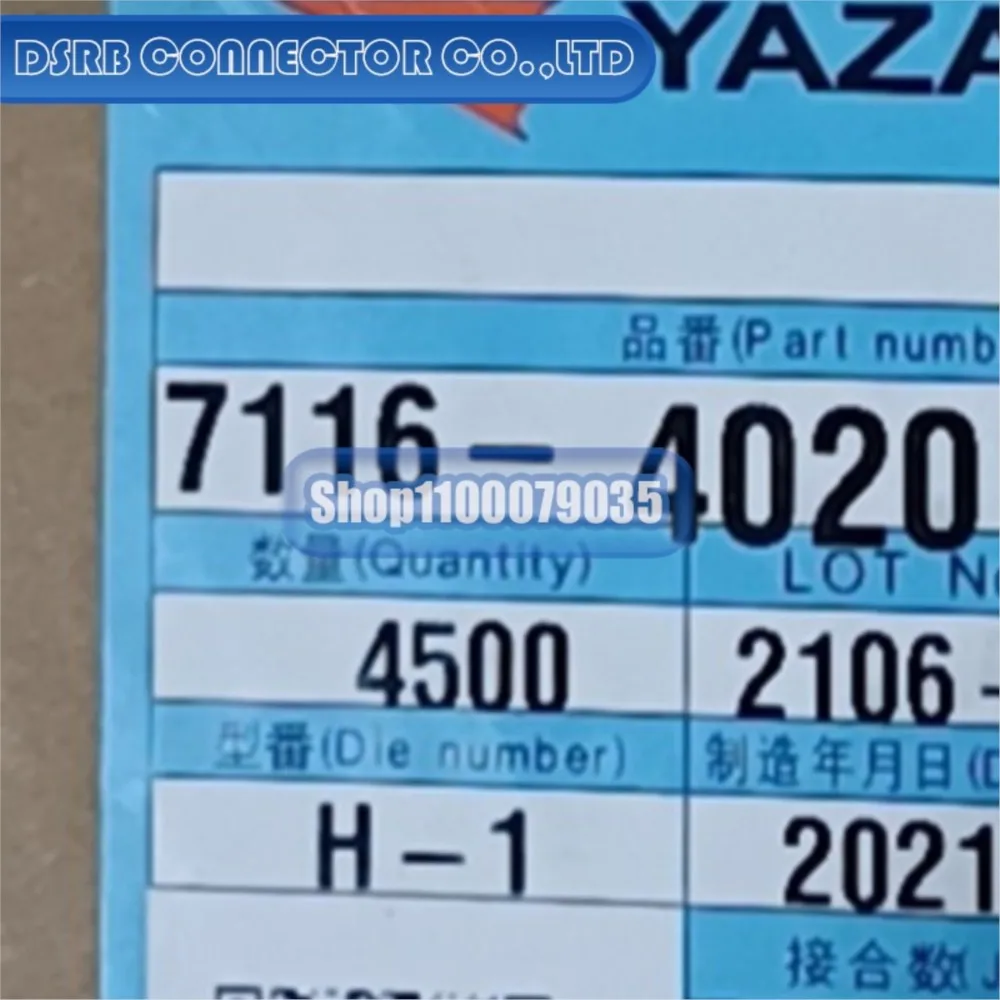 DSRB CONNECTOR CO.,LTD
YAZA
品番(Part numb
7116-4020
Shop1100079035
数量(Quantity)
LOT No
4500
2106-
型番(Die number)
制造年月日(D
H-1
2021
接合数(J